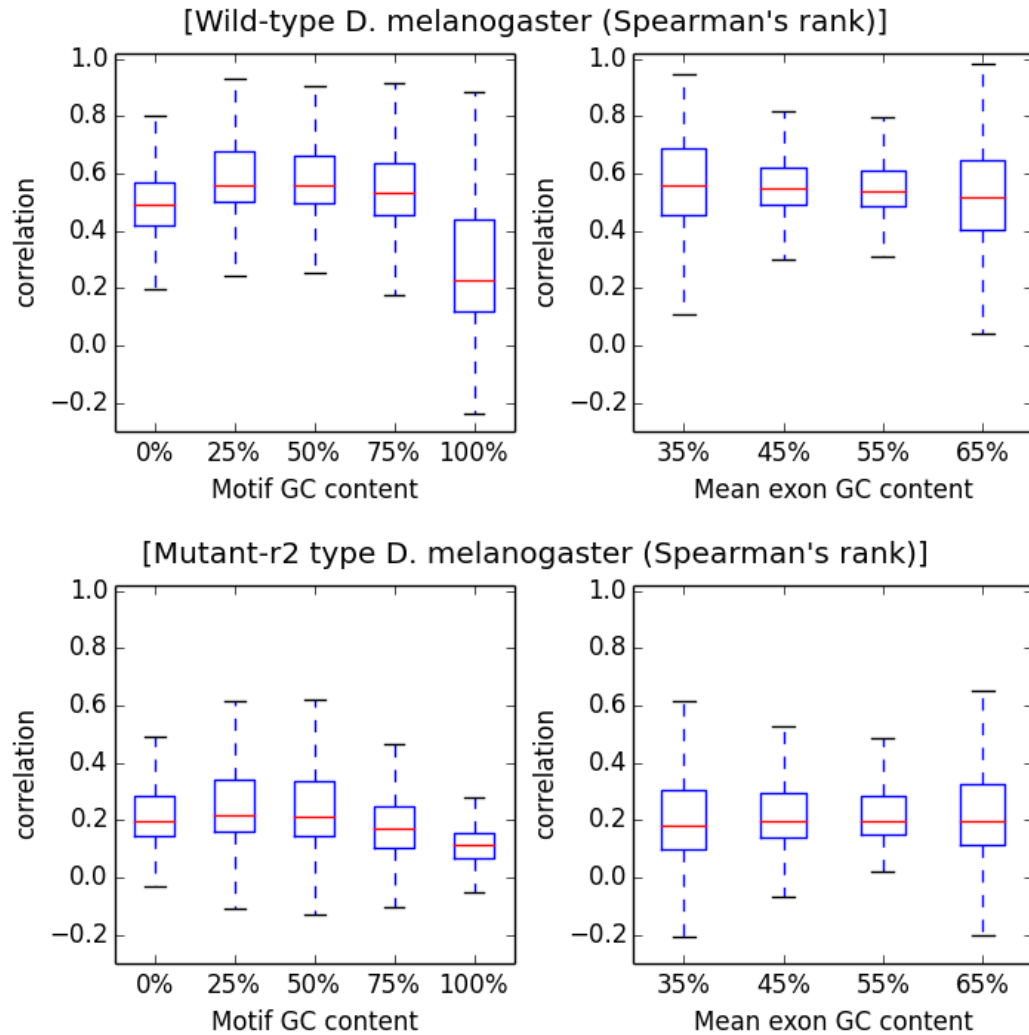 [Wild-type D. melanogaster (Spearman's rank)]
1.0
0.8
0.6
0.4
0.2
0.0
−0.2
correlation
0% 25% 50% 75% 100%
Motif GC content
1.0
0.8
0.6
0.4
0.2
0.0
−0.2
correlation
35% 45% 55% 65%
Mean exon GC content
[Mutant-r2 type D. melanogaster (Spearman's rank)]
1.0
0.8
0.6
0.4
0.2
0.0
−0.2
correlation
0% 25% 50% 75% 100%
Motif GC content
1.0
0.8
0.6
0.4
0.2
0.0
−0.2
correlation
35% 45% 55% 65%
Mean exon GC content